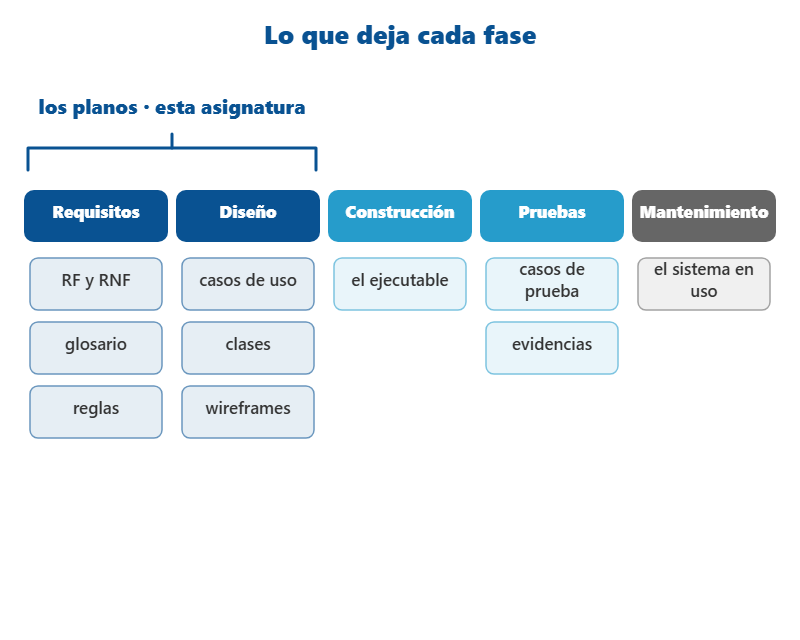 Lo que deja cada fase
los planos · esta asignatura
Requisitos
Diseño
Construcción
Pruebas
Mantenimiento
RF y RNF
casos de uso
el ejecutable
casos de
prueba
el sistema en
uso
glosario
clases
evidencias
reglas
wireframes